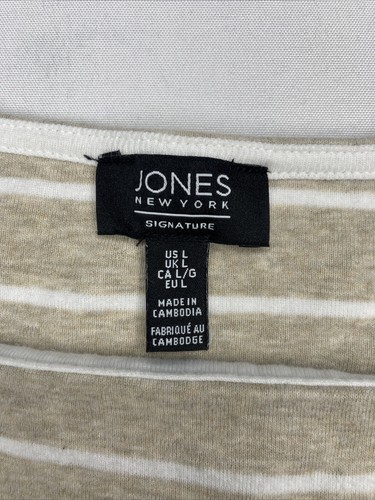 JONES
NEW YORK
SIGNATURE
US L
UK L
CA L/G
EU L
MADE IN
CAMBODIA
FABRIQUÉ AU
CAMBODGE